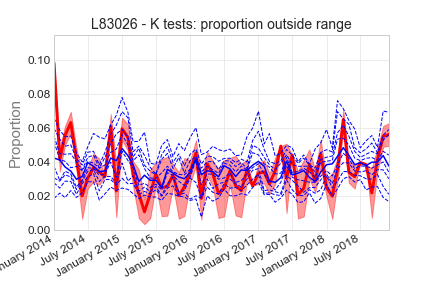 L83026 - K tests: proportion outside range
0.10
0.08
0.06
0.04
0.02
0.00
Proportion
nuary 2014
July 2014
January 2015
July 2015
January 2016
July 2016
January 2017
July 2017
January 2018
July 2018